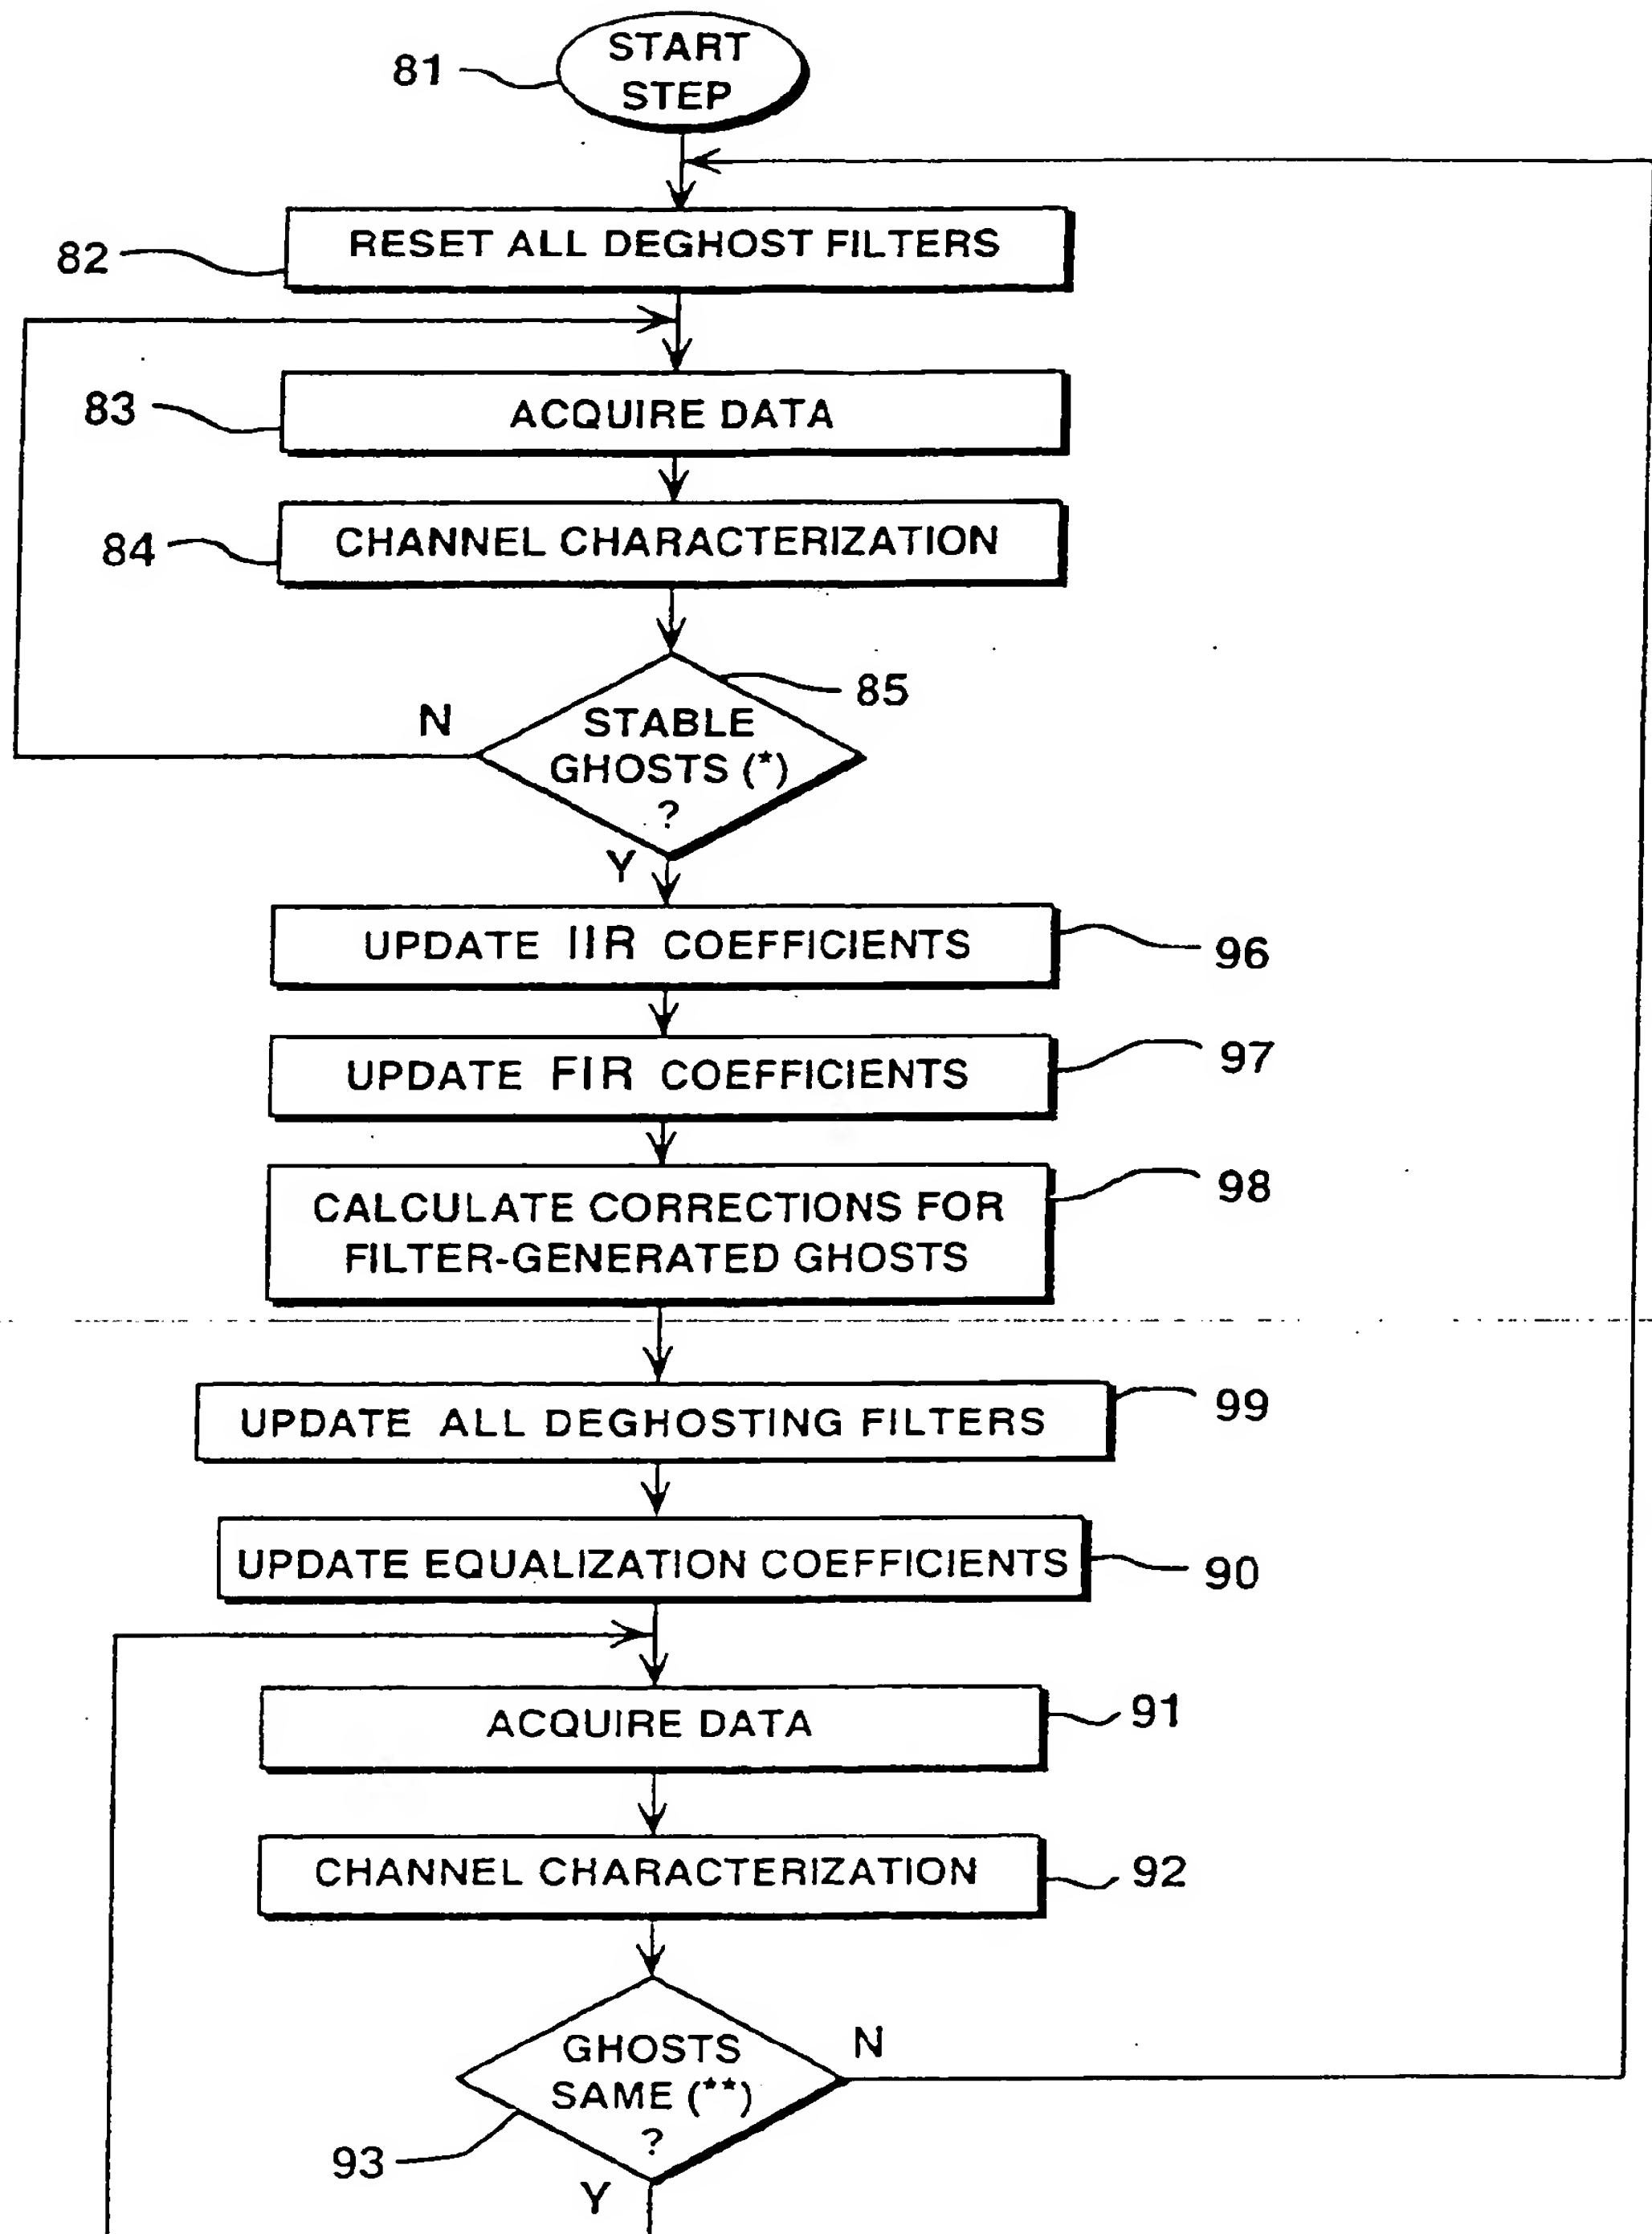 START
STEP
81
RESET ALL DEGHOST FILTERS
82
ACQUIRE DATA
83
CHANNEL CHARACTERIZATION
84
85
N
STABLE
GHOSTS (*)
?
Y
UPDATE IIR COEFFICIENTS
96
UPDATE FIR COEFFICIENTS
97
CALCULATE CORRECTIONS FOR
FILTER-GENERATED GHOSTS
98
UPDATE ALL DEGHOSTING FILTERS
99
UPDATE EQUALIZATION COEFFICIENTS
90
ACQUIRE DATA
91
CHANNEL CHARACTERIZATION
92
GHOSTS
SAME (**)
?
N
93
Y